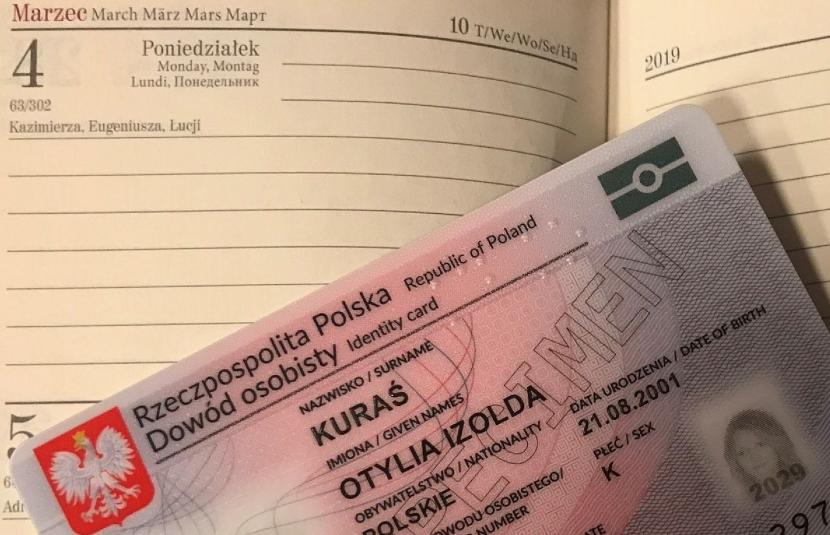 Marzec March März Mars Март
10 T/We/Wo/Se/Ha
4
Poniedziałek
Monday, Montag
Lundi, Понедельник
63/302
Kazimierza, Eugeniusza, Łucji
2019
5
Rzeczpospolita Polska Republic of Poland
Dowód osobisty Identity card
NAZWISKO / SURNAME
KURAŚ
IMIONA / GIVEN NAMES
OTYLIA IZOLDA
OBYWATELSTWO / NATIONALITY
POLSKIE
DATA URODZENIA / DATE OF BIRTH
21.08.2001
PŁEĆ / SEX
K
SPECIMEN
2029